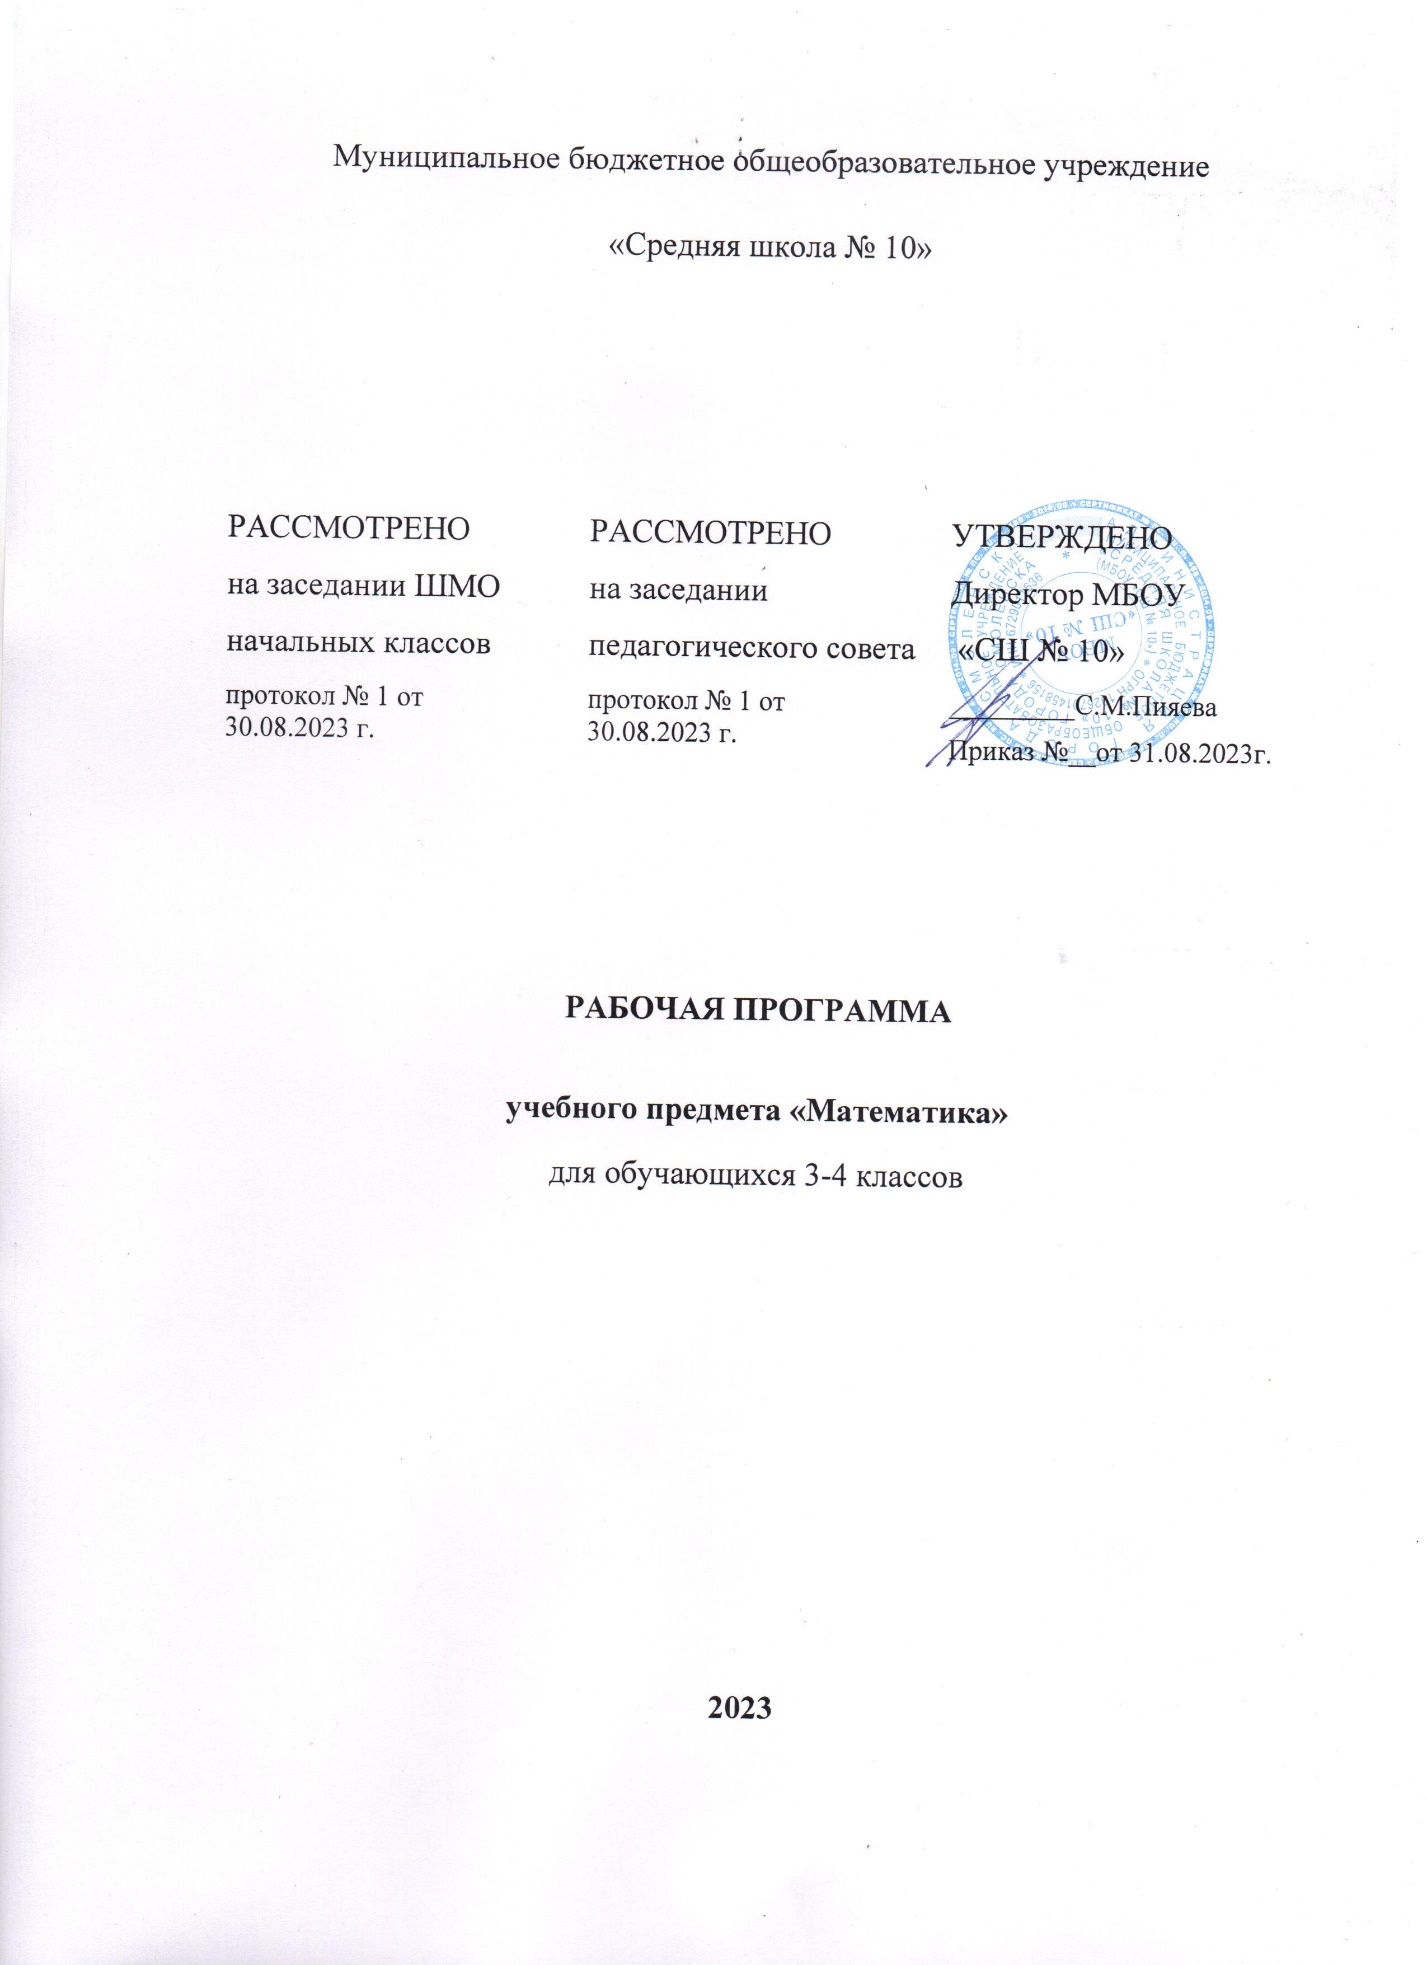 Муниципальное бюджетное общеобразовательное учреждение
«Средняя школа № 10»
РАССМОТРЕНО
на заседании ШМО
начальных классов
протокол № 1 от
30.08.2023 г.
РАССМОТРЕНО
на заседании
педагогического совета
протокол № 1 от
30.08.2023 г.
УТВЕРЖДЕНО
Директор МБОУ
«СШ № 10»
_________С.М.Пияева
Приказ №__от 31.08.2023г.
РАБОЧАЯ ПРОГРАММА
учебного предмета «Математика»
для обучающихся 3-4 классов
2023